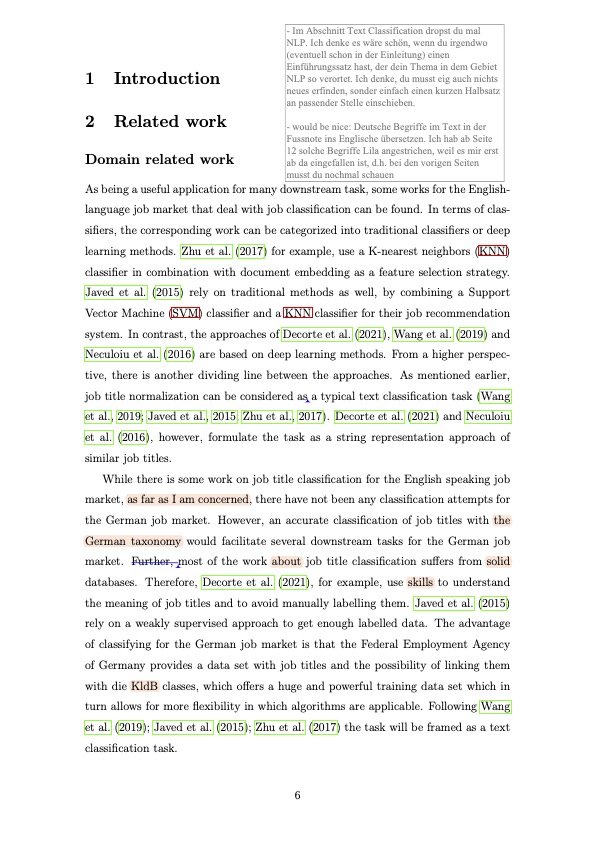 - Im Abschnitt Text Classification dropst du mal
NLP. Ich denke es wäre schön, wenn du irgendwo
(eventuell schon in der Einleitung) einen
Einführungssatz hast, der dein Thema in dem Gebiet
NLP so verortet. Ich denke, du musst eig auch nichts
neues erfinden, sonder einfach einen kurzen Halbsatz
an passender Stelle einschieben.
- would be nice: Deutsche Begriffe im Text in der
Fussnote ins Englische übersetzen. Ich hab ab Seite
12 solche Begriffe Lila angestrichen, weil es mir erst
ab da eingefallen ist, d.h. bei den vorigen Seiten
musst du nochmal schauen
1 Introduction
2 Related work
Domain related work
As being a useful application for many downstream task, some works for the English-
language job market that deal with job classification can be found. In terms of clas-
sifiers, the corresponding work can be categorized into traditional classifiers or deep
learning methods. Zhu et al. (2017) for example, use a K-nearest neighbors (KNN)
classifier in combination with document embedding as a feature selection strategy.
Javed et al. (2015) rely on traditional methods as well, by combining a Support
Vector Machine (SVM) classifier and a KNN classifier for their job recommendation
system. In contrast, the approaches of Decorte et al. (2021), Wang et al. (2019) and
Neculoiu et al. (2016) are based on deep learning methods. From a higher perspec-
tive, there is another dividing line between the approaches. As mentioned earlier,
job title normalization can be considered as a typical text classification task (Wang
et al., 2019; Javed et al., 2015 Zhu et al., 2017). Decorte et al. (2021) and Neculoiu
et al. (2016), however, formulate the task as a string representation approach of
similar job titles.
While there is some work on job title classification for the English speaking job
market, as far as I am concerned, there have not been any classification attempts for
the German job market. However, an accurate classification of job titles with the
German taxonomy would facilitate several downstream tasks for the German job
market. Further, most of the work about job title classification suffers from solid
databases. Therefore, Decorte et al. (2021), for example, use skills to understand
the meaning of job titles and to avoid manually labelling them. Javed et al. (2015)
rely on a weakly supervised approach to get enough labelled data. The advantage
of classifying for the German job market is that the Federal Employment Agency
of Germany provides a data set with job titles and the possibility of linking them
with die KldB classes, which offers a huge and powerful training data set which in
turn allows for more flexibility in which algorithms are applicable. Following Wang
et al. (2019); Javed et al. (2015); Zhu et al. (2017) the task will be framed as a text
classification task.
6